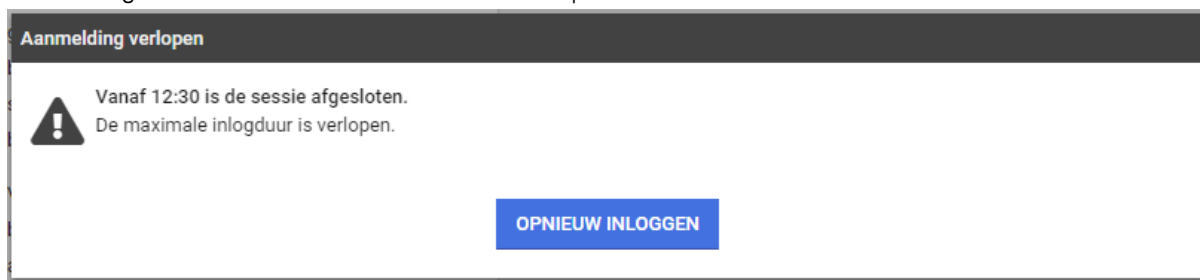 Aanmelding verlopen
Vanaf 12:30 is de sessie afgesloten.
De maximale inlogduur is verlopen.
OPNIEUW INLOGGEN